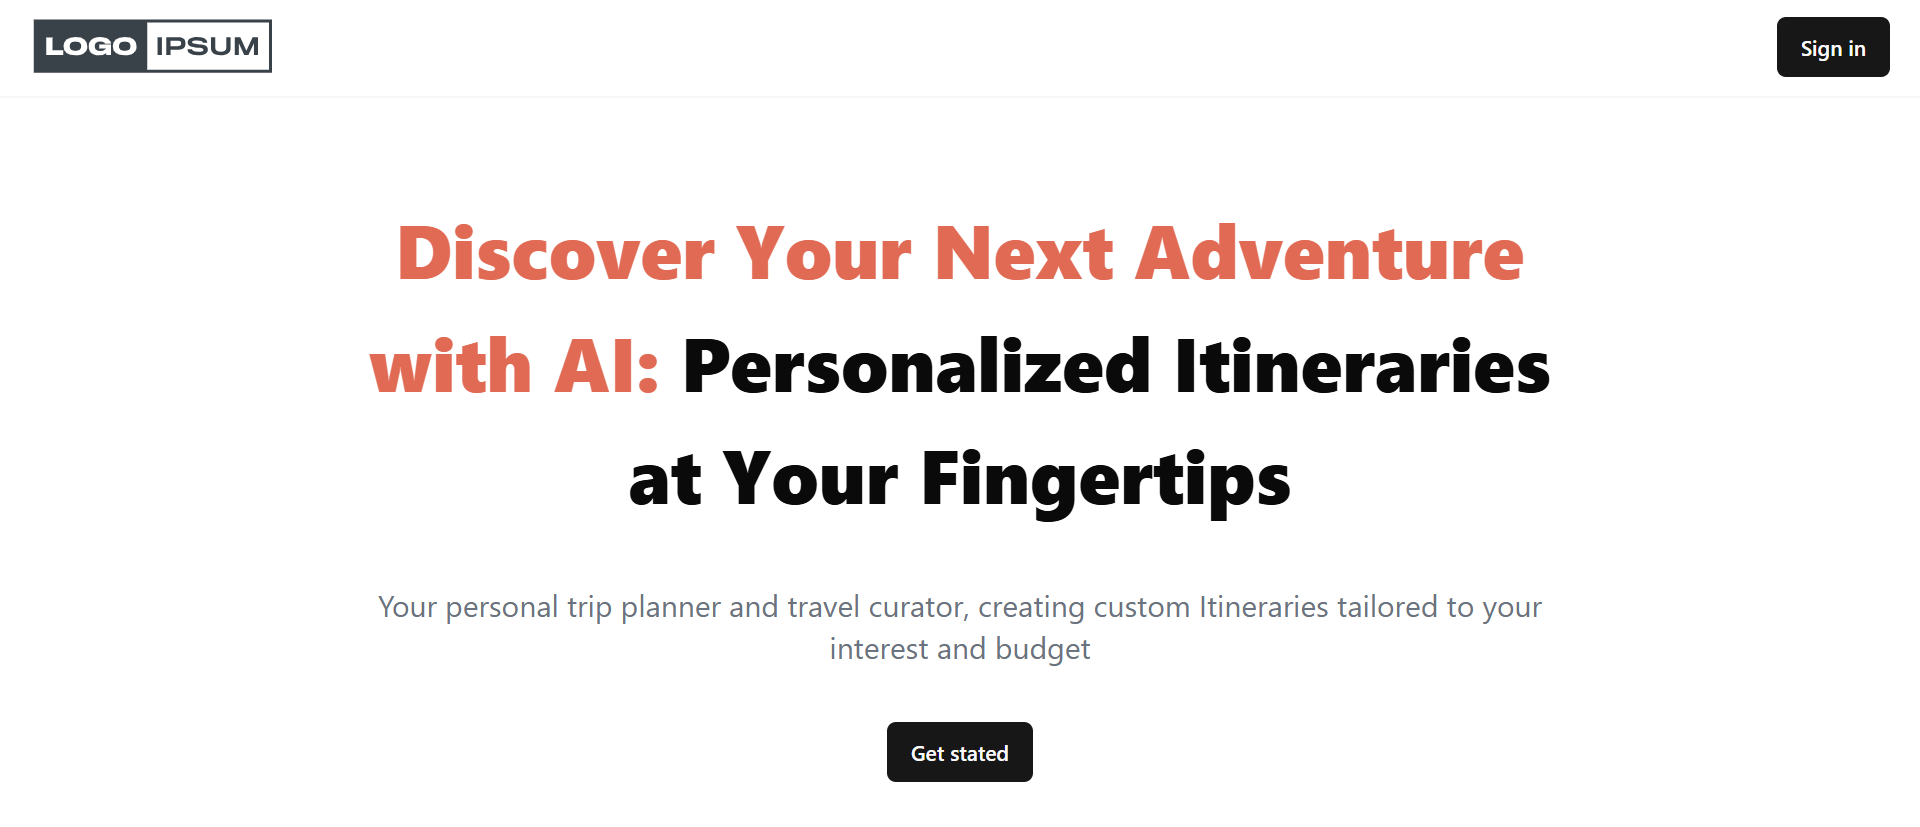 LOGO IPSUM
Sign in
Discover Your Next Adventure
with AI: Personalized Itineraries
at Your Fingertips
Your personal trip planner and travel curator, creating custom Itineraries tailored to your
interest and budget
Get stated